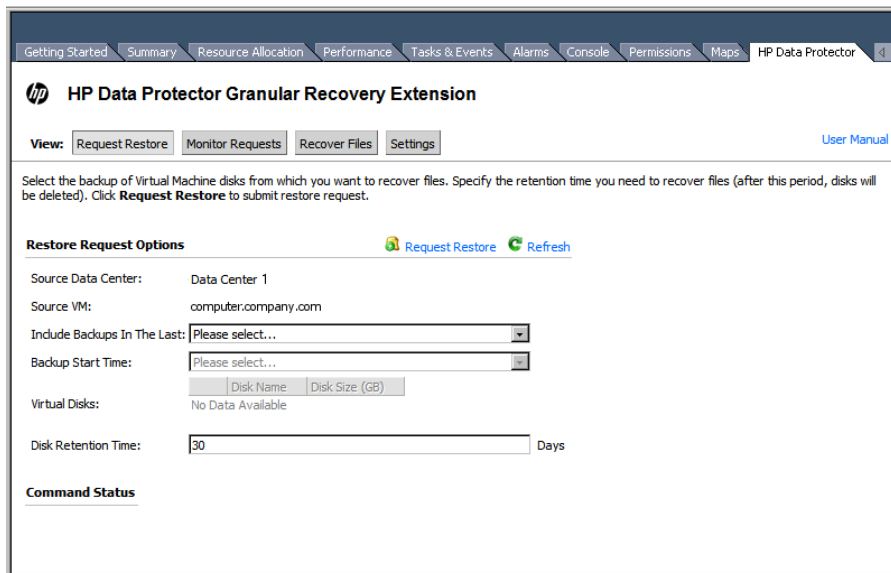 Getting Started Summary Resource Allocation Performance Tasks & Events Alarms Console Permissions Maps HP Data Protector
hp HP Data Protector Granular Recovery Extension
View: Request Restore Monitor Requests Recover Files Settings User Manual
Select the backup of Virtual Machine disks from which you want to recover files. Specify the retention time you need to recover files (after this period, disks will
be deleted). Click Request Restore to submit restore request.
Restore Request Options Request Restore Refresh
Source Data Center: Data Center 1
Source VM: computer.company.com
Include Backups In The Last: Please select...
Backup Start Time: Please select...
Disk Name Disk Size (GB)
Virtual Disks: No Data Available
Disk Retention Time: 30 Days
Command Status